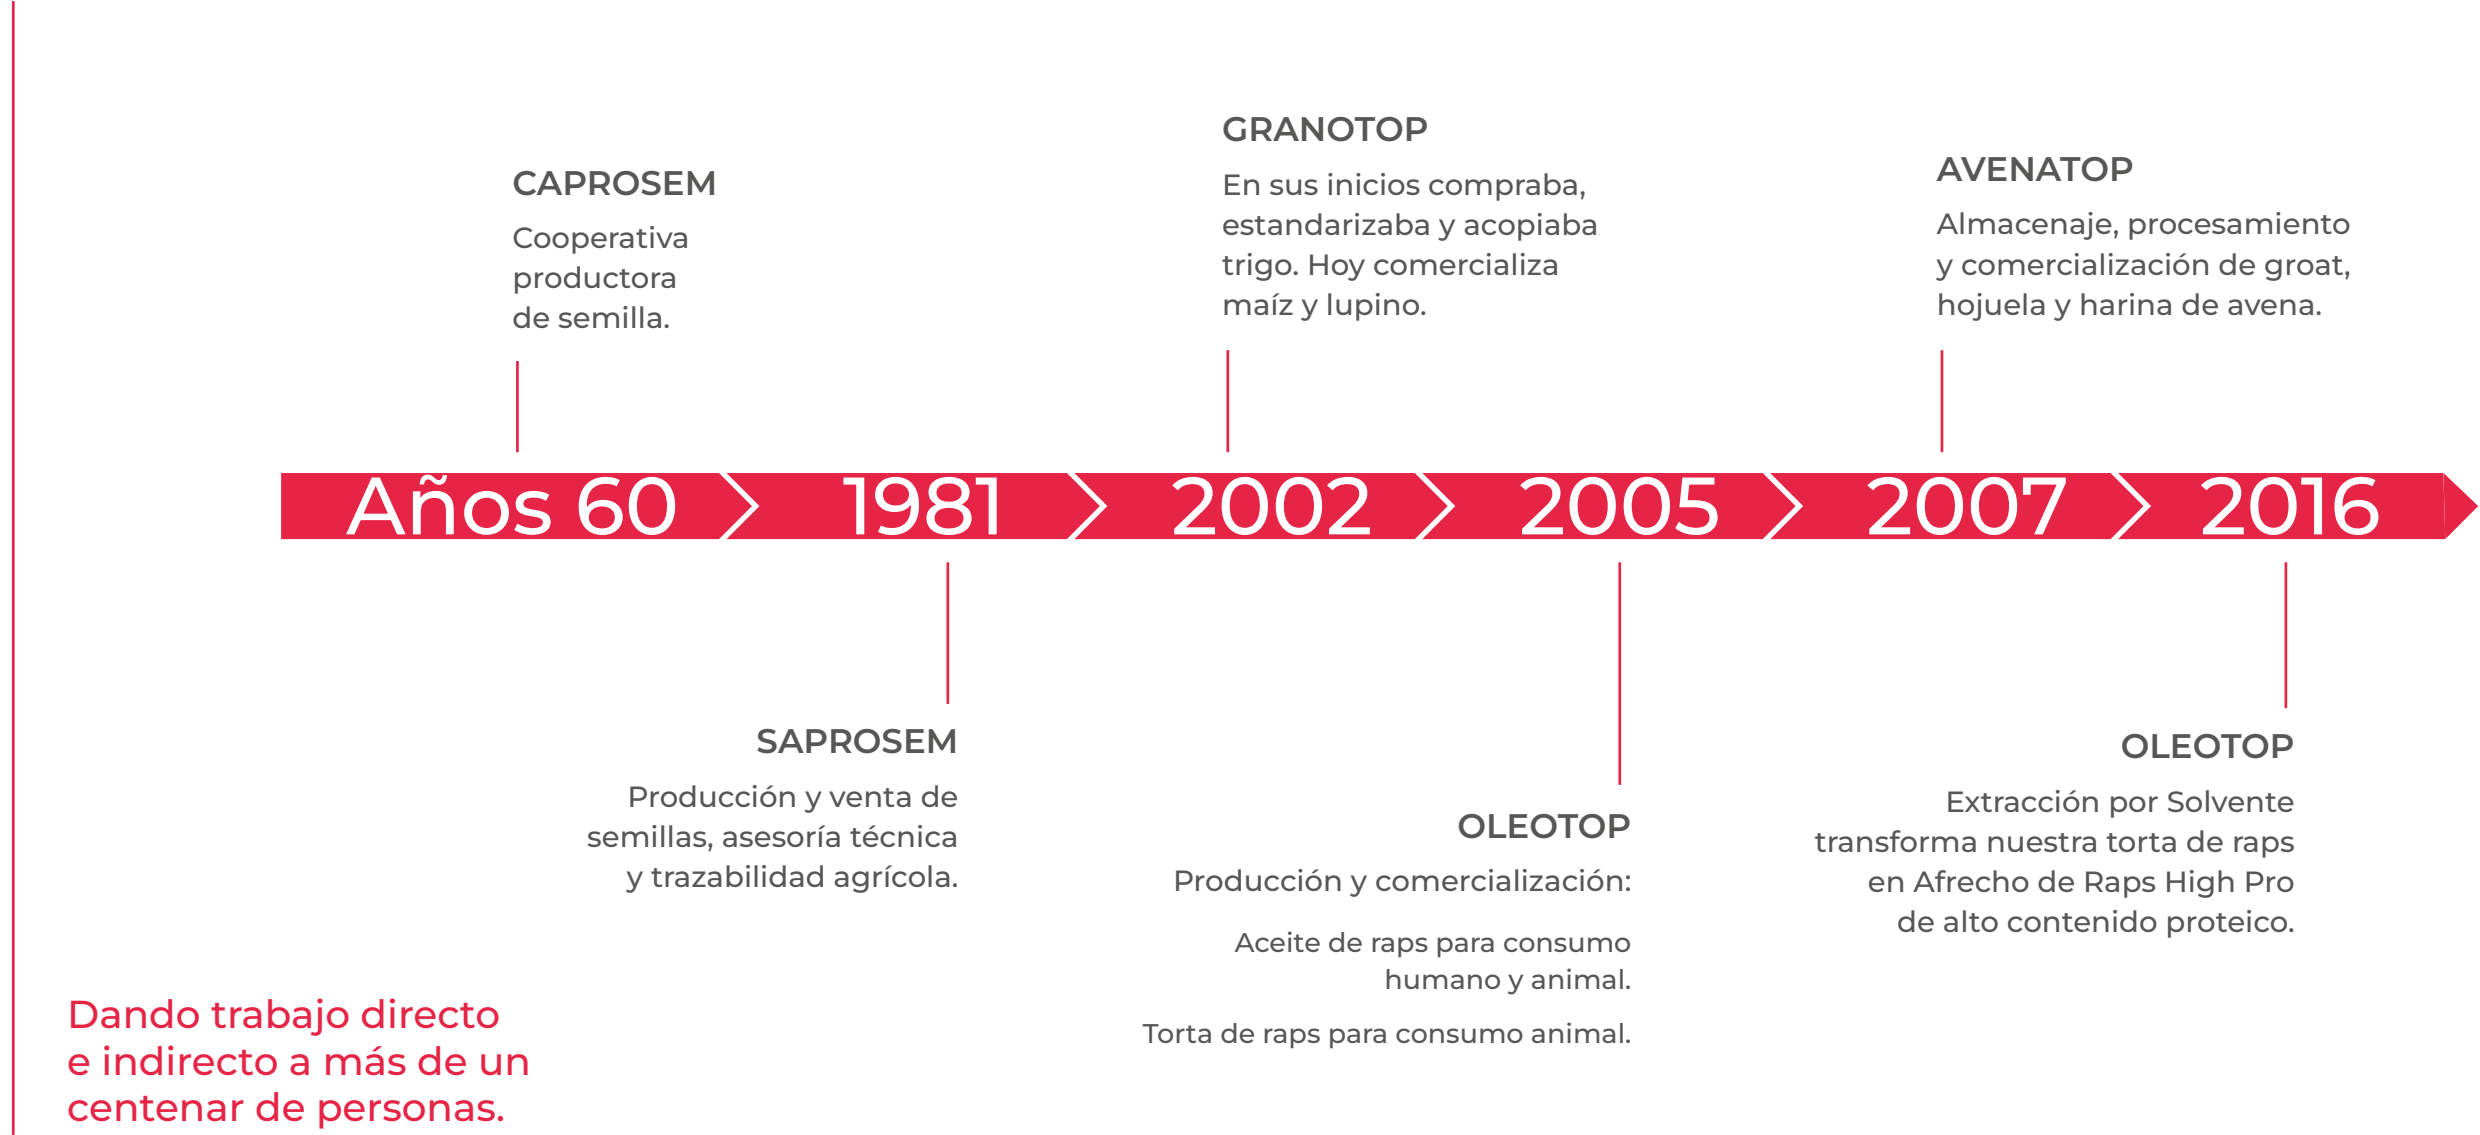 CAPROSEM
Cooperativa
productora
de semilla.
GRANOTOP
En sus inicios compraba,
estandarizaba y acopiaba
trigo. Hoy comercializa
maíz y lupino.
AVENATOP
Almacenaje, procesamiento
y comercialización de groat,
hojuela y harina de avena.
Años 60
1981
2002
2005
2007
2016
SAPROSEM
Producción y venta de
semillas, asesoría técnica
y trazabilidad agrícola.
OLEOTOP
Producción y comercialización:
Aceite de raps para consumo
humano y animal.
Torta de raps para consumo animal.
OLEOTOP
Extracción por Solvente
transforma nuestra torta de raps
en Afrecho de Raps High Pro
de alto contenido proteico.
Dando trabajo directo
e indirecto a más de un
centenar de personas.